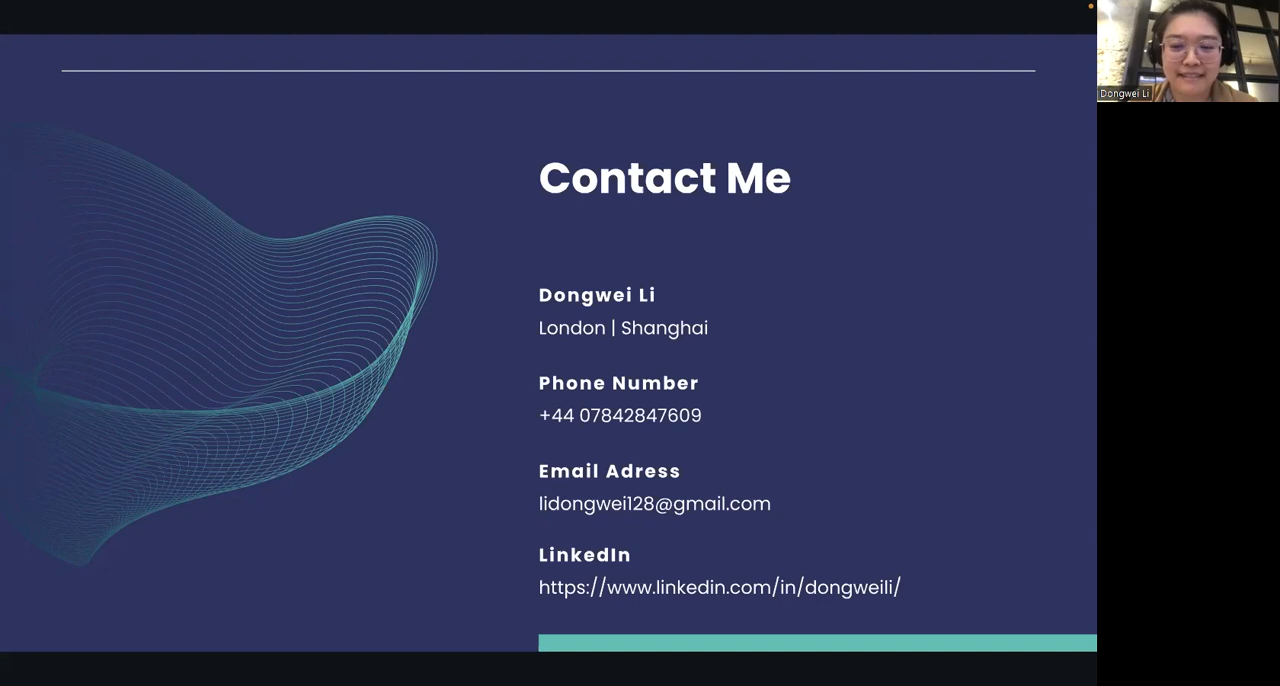 Dongwei Li
Contact Me
Dongwei Li
London | Shanghai
Phone Number
+44 07842847609
Email Adress
lidongwei128@gmail.com
LinkedIn
https://www.linkedin.com/in/dongweili/